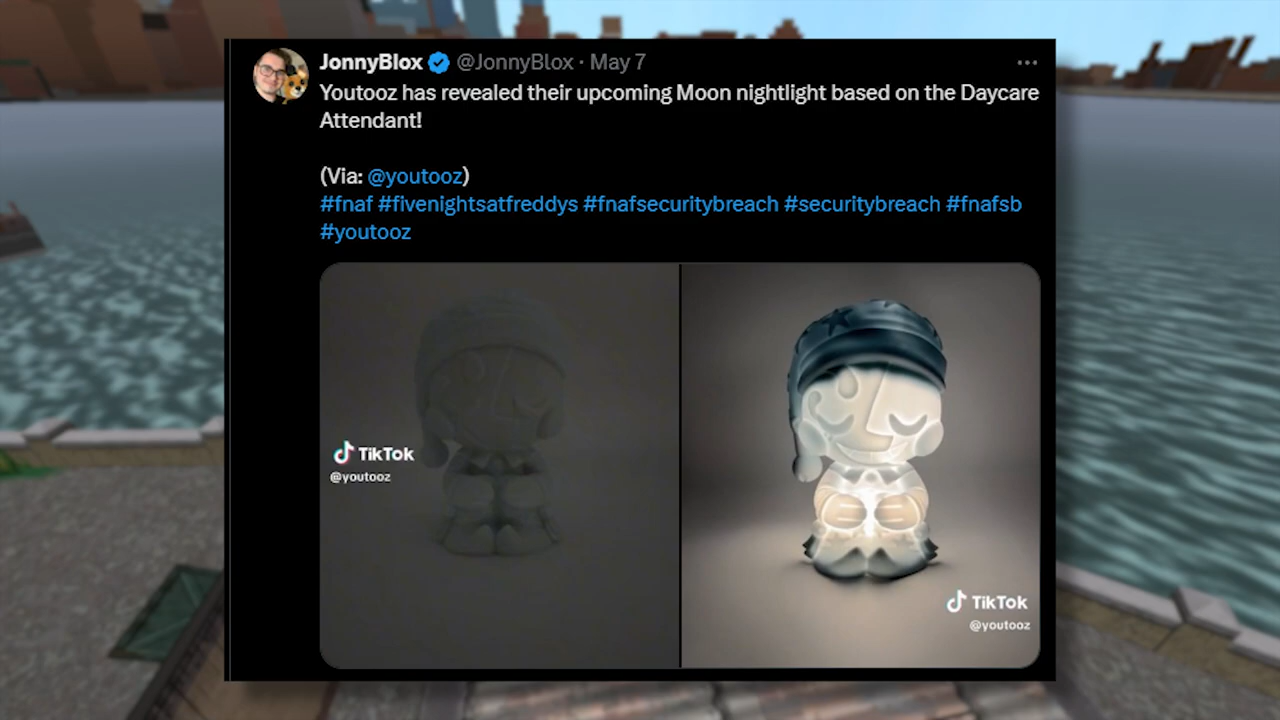 JonnyBlox @JonnyBlox · May 7
Youtooz has revealed their upcoming Moon nightlight based on the Daycare
Attendant!
(Via: @youtooz)
#fnaf #fivenightsatfreddys #fnafsecuritybreach #securitybreach #fnafsb
#youtooz
TikTok
@youtooz
TikTok
@youtooz